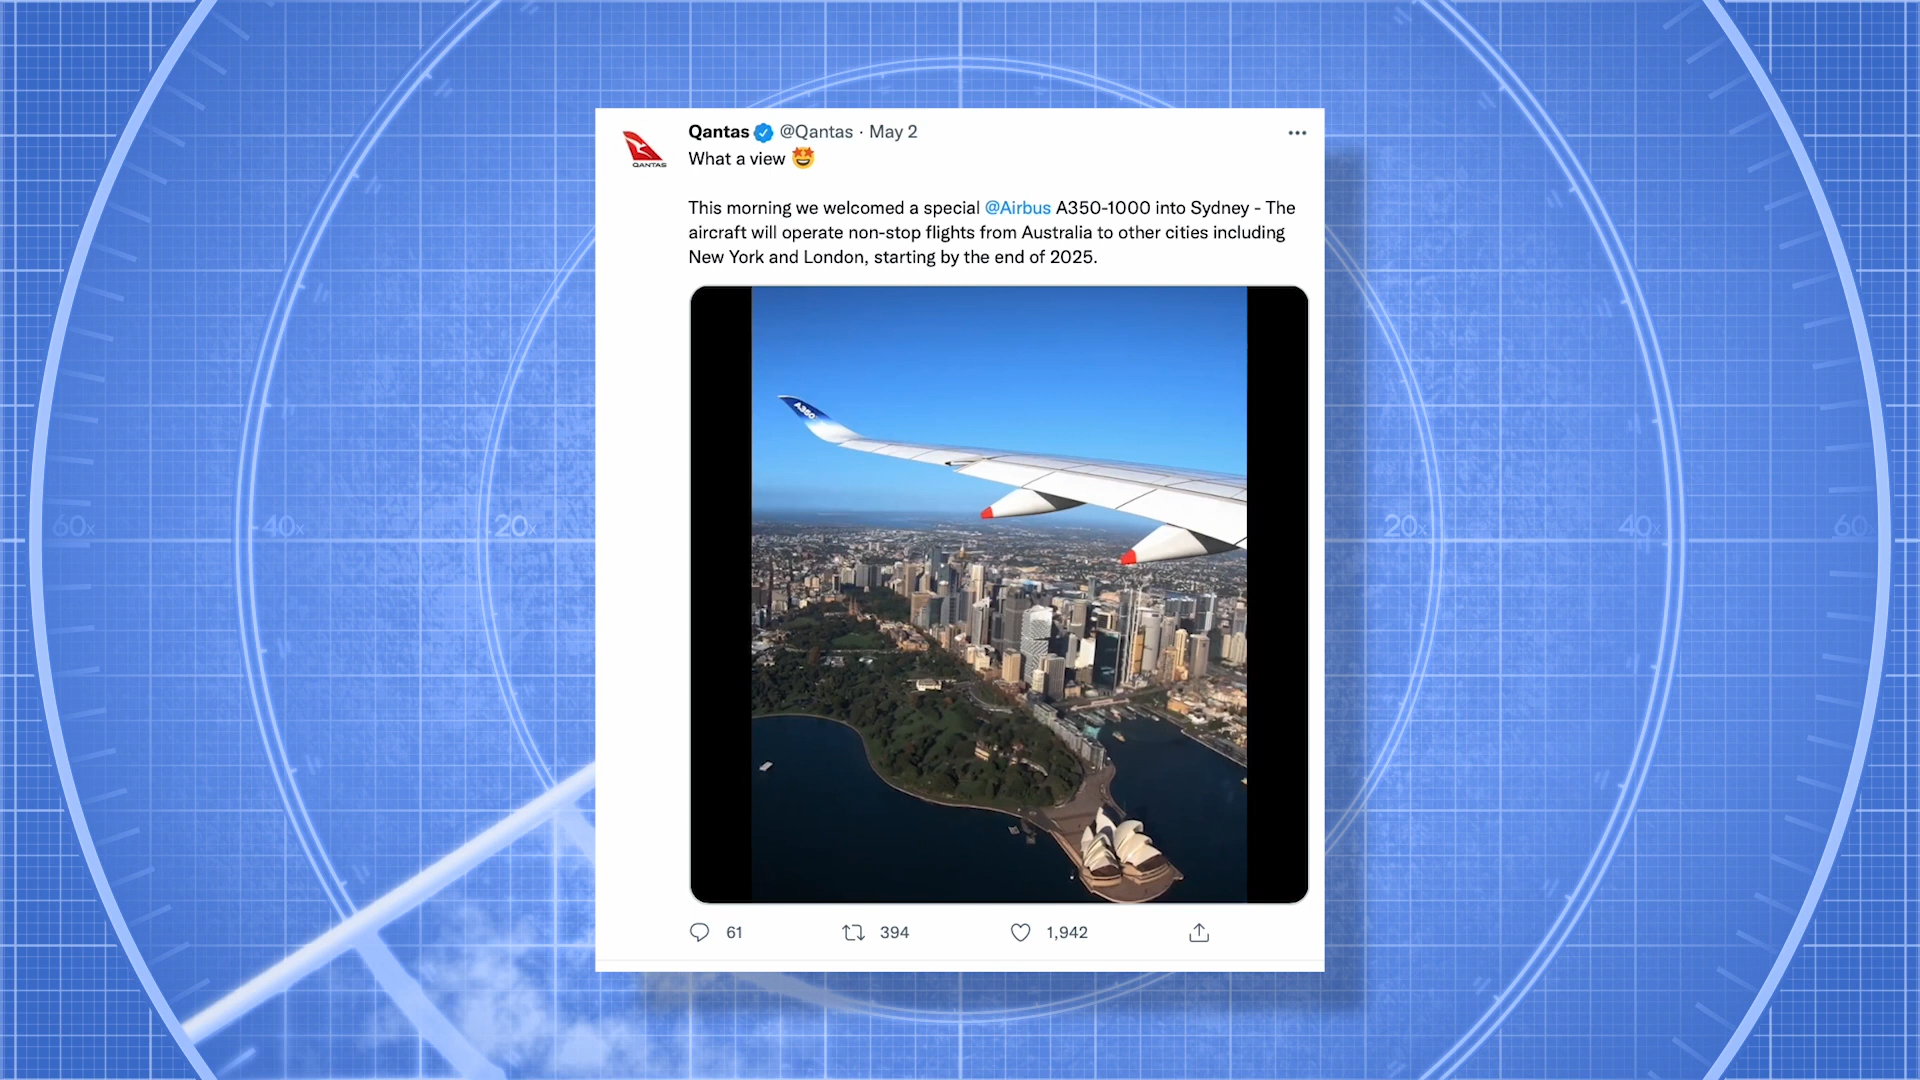 Qantas @Qantas · May 2
What a view 🤩
This morning we welcomed a special @Airbus A350-1000 into Sydney - The
aircraft will operate non-stop flights from Australia to other cities including
New York and London, starting by the end of 2025.
QANTAS
A350
60x
40x
20x
20x
40x
60
61
394
1,942